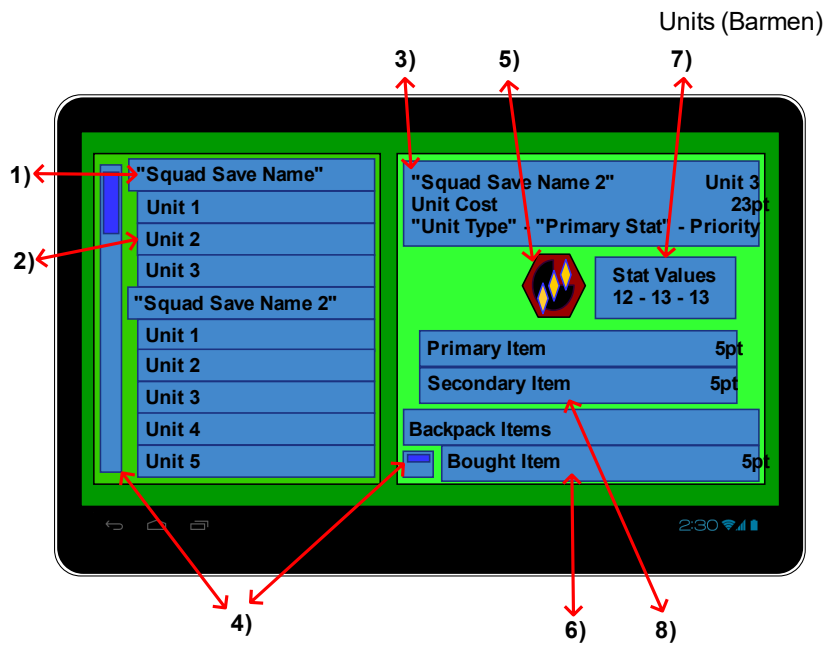 Units (Barmen)
3)
5)
7)
1)
2)
"Squad Save Name"
Unit 1
Unit 2
Unit 3
"Squad Save Name 2"
Unit 1
Unit 2
Unit 3
Unit 4
Unit 5
"Squad Save Name 2" Unit 3
Unit Cost 23pt
"Unit Type" - "Primary Stat" - Priority
Stat Values
12 - 13 - 13
Primary Item 5pt
Secondary Item 5pt
Backpack Items
Bought Item 5pt
2:30
4)
6)
8)